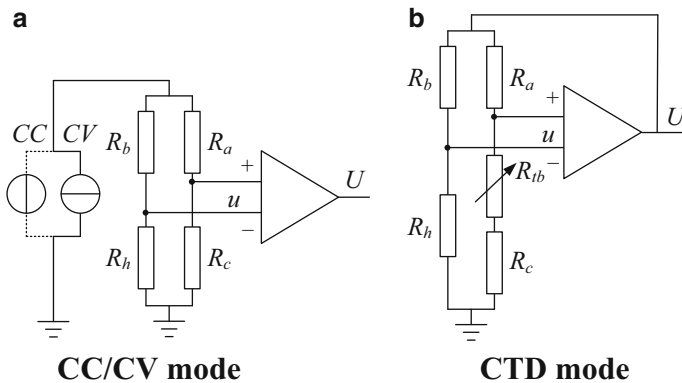 a
CC CV
R_b R_a
+
u
U
−
R_h R_c
CC/CV mode
b
R_b R_a
+
u
U
−
R_tb
R_h
R_c
CTD mode